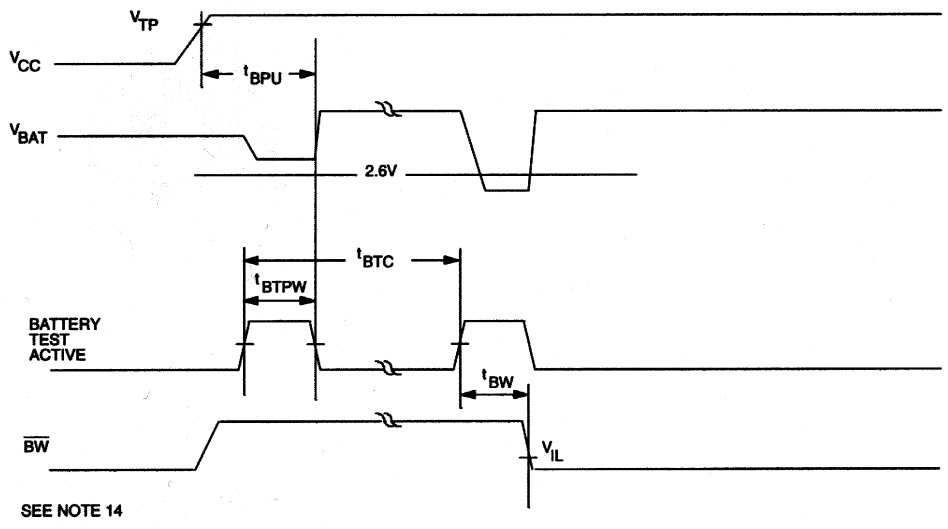 VTP
VCC
tBPU
VBAT
2.6V
tBTC
tBTPW
BATTERY
TEST
ACTIVE
tBW
BW
VIL
SEE NOTE 14